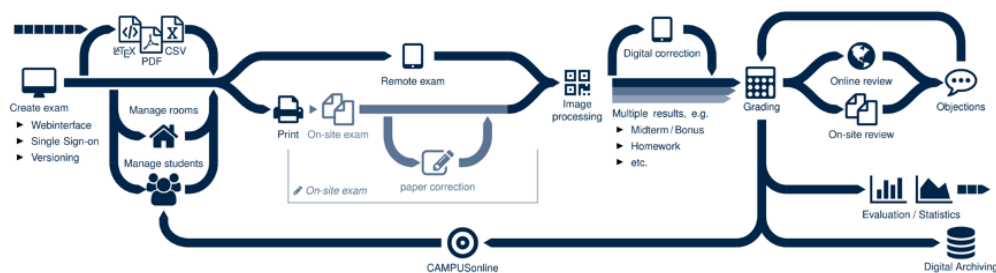 LATEX
PDF
CSV
Create exam
Webinterface
Single Sign-on
Versioning
Manage rooms
Manage students
Remote exam
Print
On-site exam
paper correction
On-site exam
Image
processing
Digital correction
Multiple results, e.g.
Midterm / Bonus
Homework
etc.
Grading
Online review
On-site review
Objections
Evaluation / Statistics
Digital Archiving
CAMPUSonline